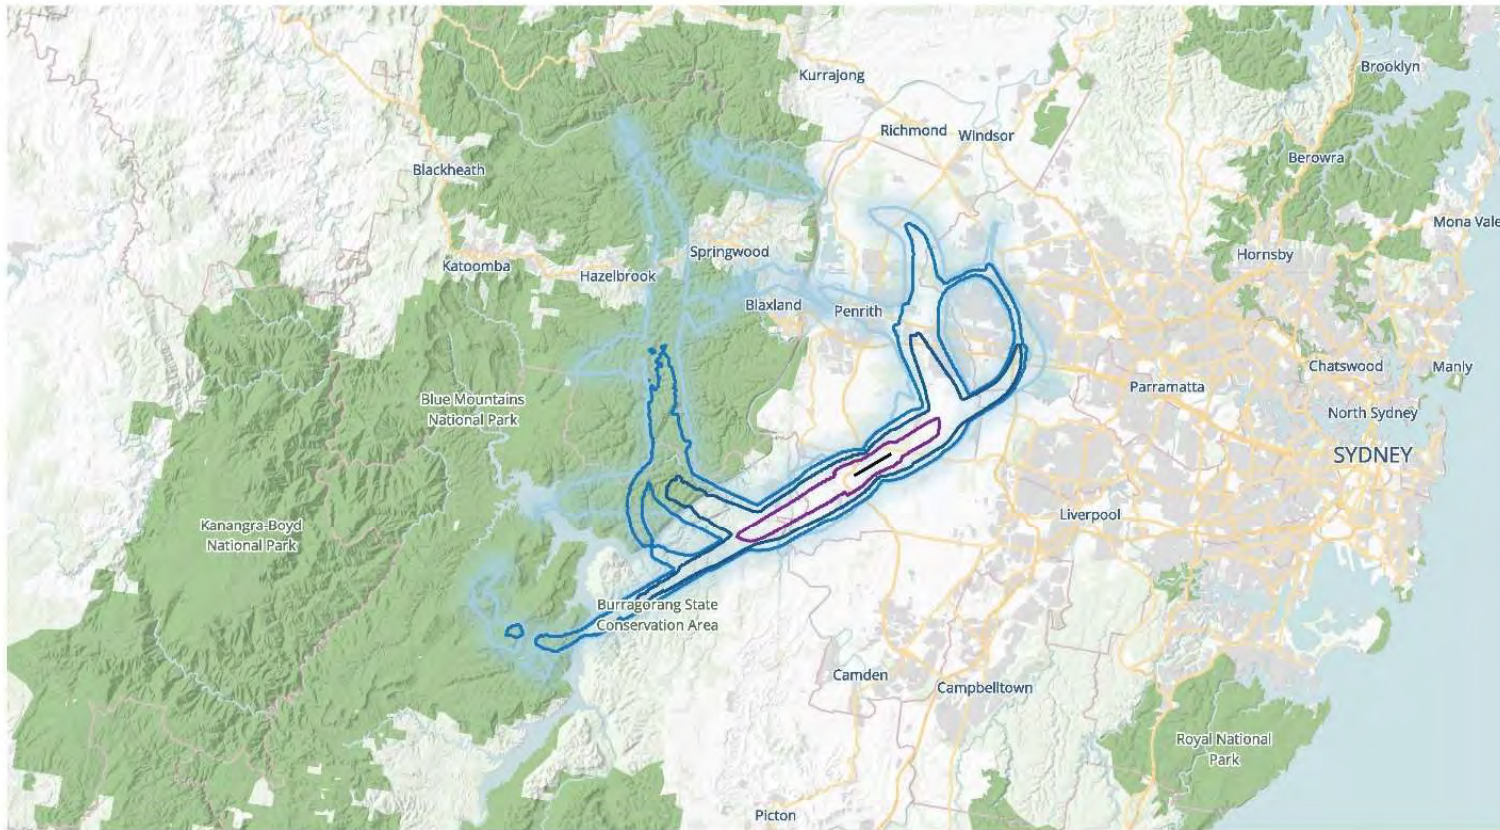 Brooklyn
Kurrajong
Richmond
Windsor
Berowra
Blackheath
Mona Vale
Springwood
Hornsby
Katoomba
Hazelbrook
Blaxland
Penrith
Chatswood
Manly
Parramatta
Blue Mountains
National Park
North Sydney
SYDNEY
Liverpool
Kanangra-Boyd
National Park
Burragorang State
Conservation Area
Camden
Campbelltown
Royal National
Park
Picton